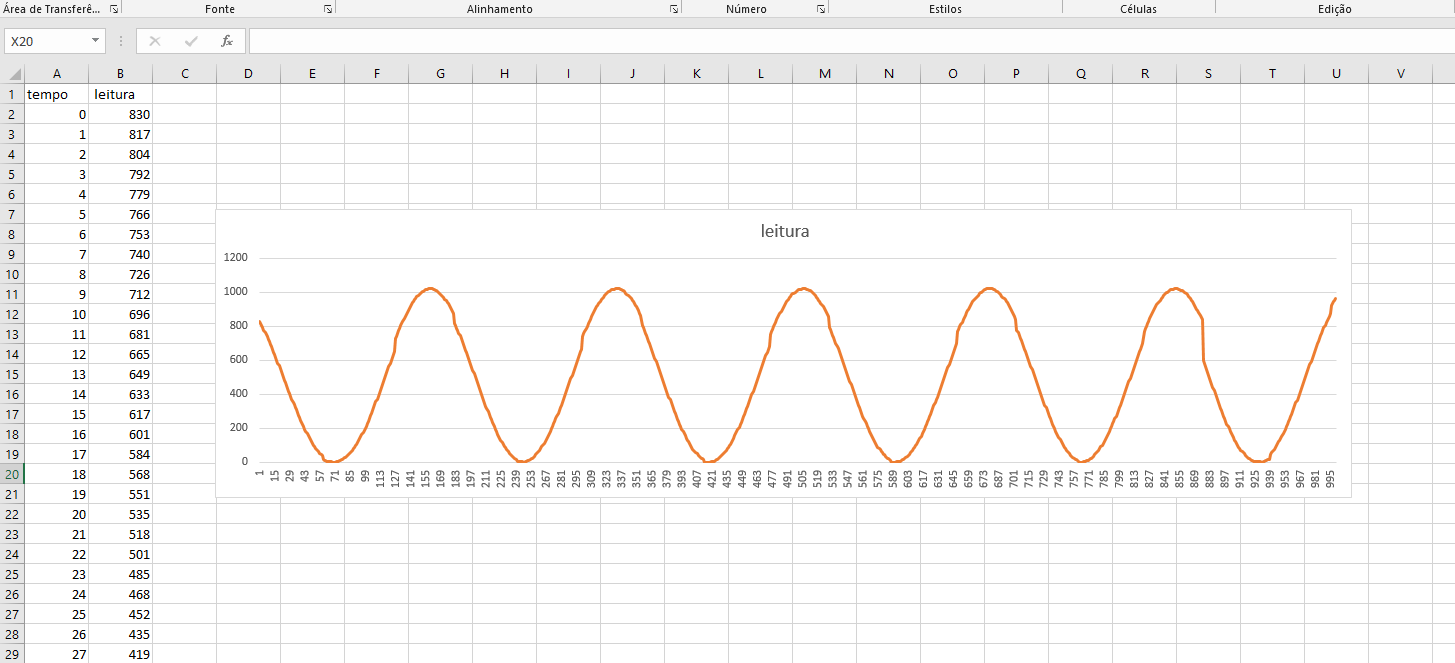 Área de Transferê... Fonte Alinhamento Número Estilos Células Edição
X20 fx
A B C D E F G H I J K L M N O P Q R S T U V
1 tempo leitura
2 0 830
3 1 817
4 2 804
5 3 792
6 4 779
7 5 766
8 6 753
9 7 740
10 8 726
11 9 712
12 10 696
13 11 681
14 12 665
15 13 649
16 14 633
17 15 617
18 16 601
19 17 584
20 18 568
21 19 551
22 20 535
23 21 518
24 22 501
25 23 485
26 24 468
27 25 452
28 26 435
29 27 419
leitura
1200
1000
800
600
400
200
0
1 15 29 43 57 71 85 99 113 127 141 155 169 183 197 211 225 239 253 267 281 295 309 323 337 351 365 379 393 407 421 435 449 463 477 491 505 519 533 547 561 575 589 603 617 631 645 659 673 687 701 715 729 743 757 771 785 799 813 827 841 855 869 883 897 911 925 939 953 967 981 995